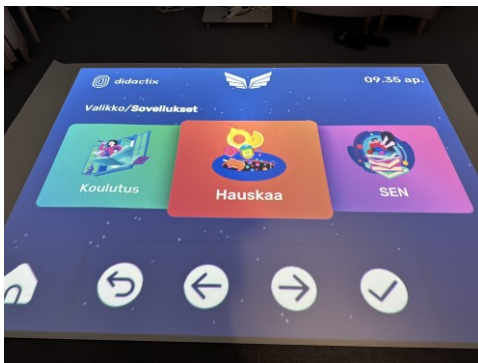 didactix
09.35 ap.
Valikko/Sovellukset
Koulutus
Hauskaa
SEN